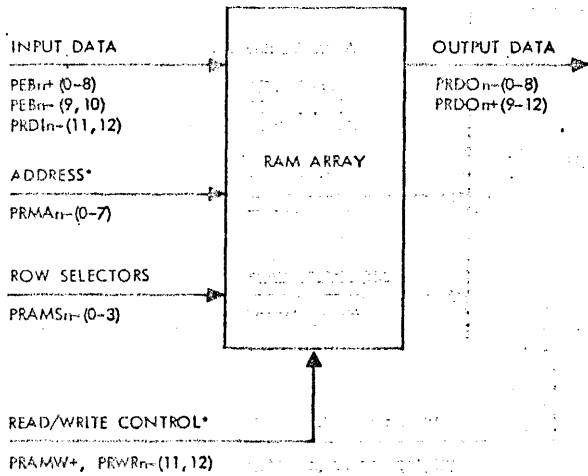 INPUT DATA
PEBn+ (0-8)
PEBn- (9, 10)
PRDIn- (11, 12)
ADDRESS*
PRMAn- (0-7)
ROW SELECTORS
PRAMSn- (0-3)
RAM ARRAY
OUTPUT DATA
PRDOn- (0-8)
PRDOn+ (9-12)
READ/WRITE CONTROL*
PRAMW+, PRWRn- (11, 12)